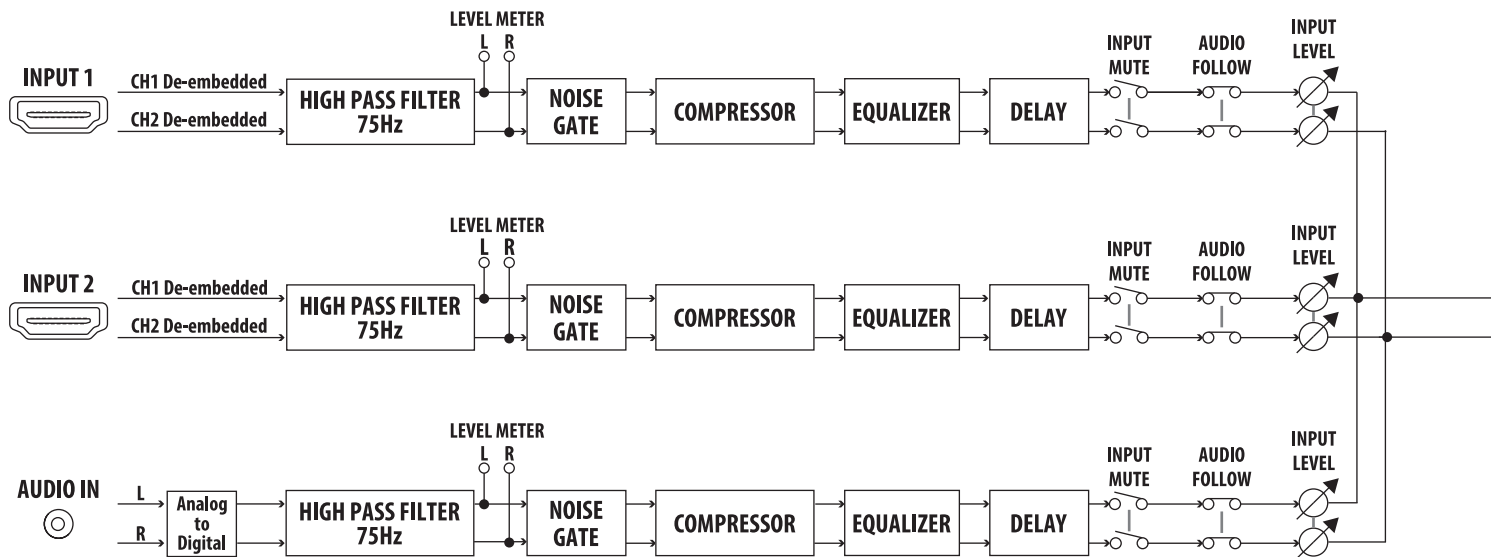 LEVEL METER
L R
INPUT 1
CH1 De-embedded
CH2 De-embedded
HIGH PASS FILTER
75Hz
NOISE
GATE
COMPRESSOR
EQUALIZER
DELAY
INPUT
MUTE
AUDIO
FOLLOW
INPUT
LEVEL
LEVEL METER
L R
INPUT 2
CH1 De-embedded
CH2 De-embedded
HIGH PASS FILTER
75Hz
NOISE
GATE
COMPRESSOR
EQUALIZER
DELAY
INPUT
MUTE
AUDIO
FOLLOW
INPUT
LEVEL
LEVEL METER
L R
AUDIO IN
L
R
Analog
to
Digital
HIGH PASS FILTER
75Hz
NOISE
GATE
COMPRESSOR
EQUALIZER
DELAY
INPUT
MUTE
AUDIO
FOLLOW
INPUT
LEVEL